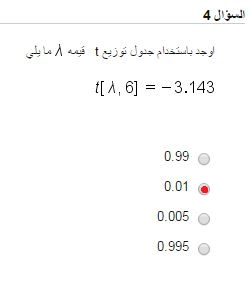 السؤال 4
اوجد باستخدام جدول توزيع t قيمه λ ما يلي
t[λ, 6] = −3.143
0.99
0.01
0.005
0.995